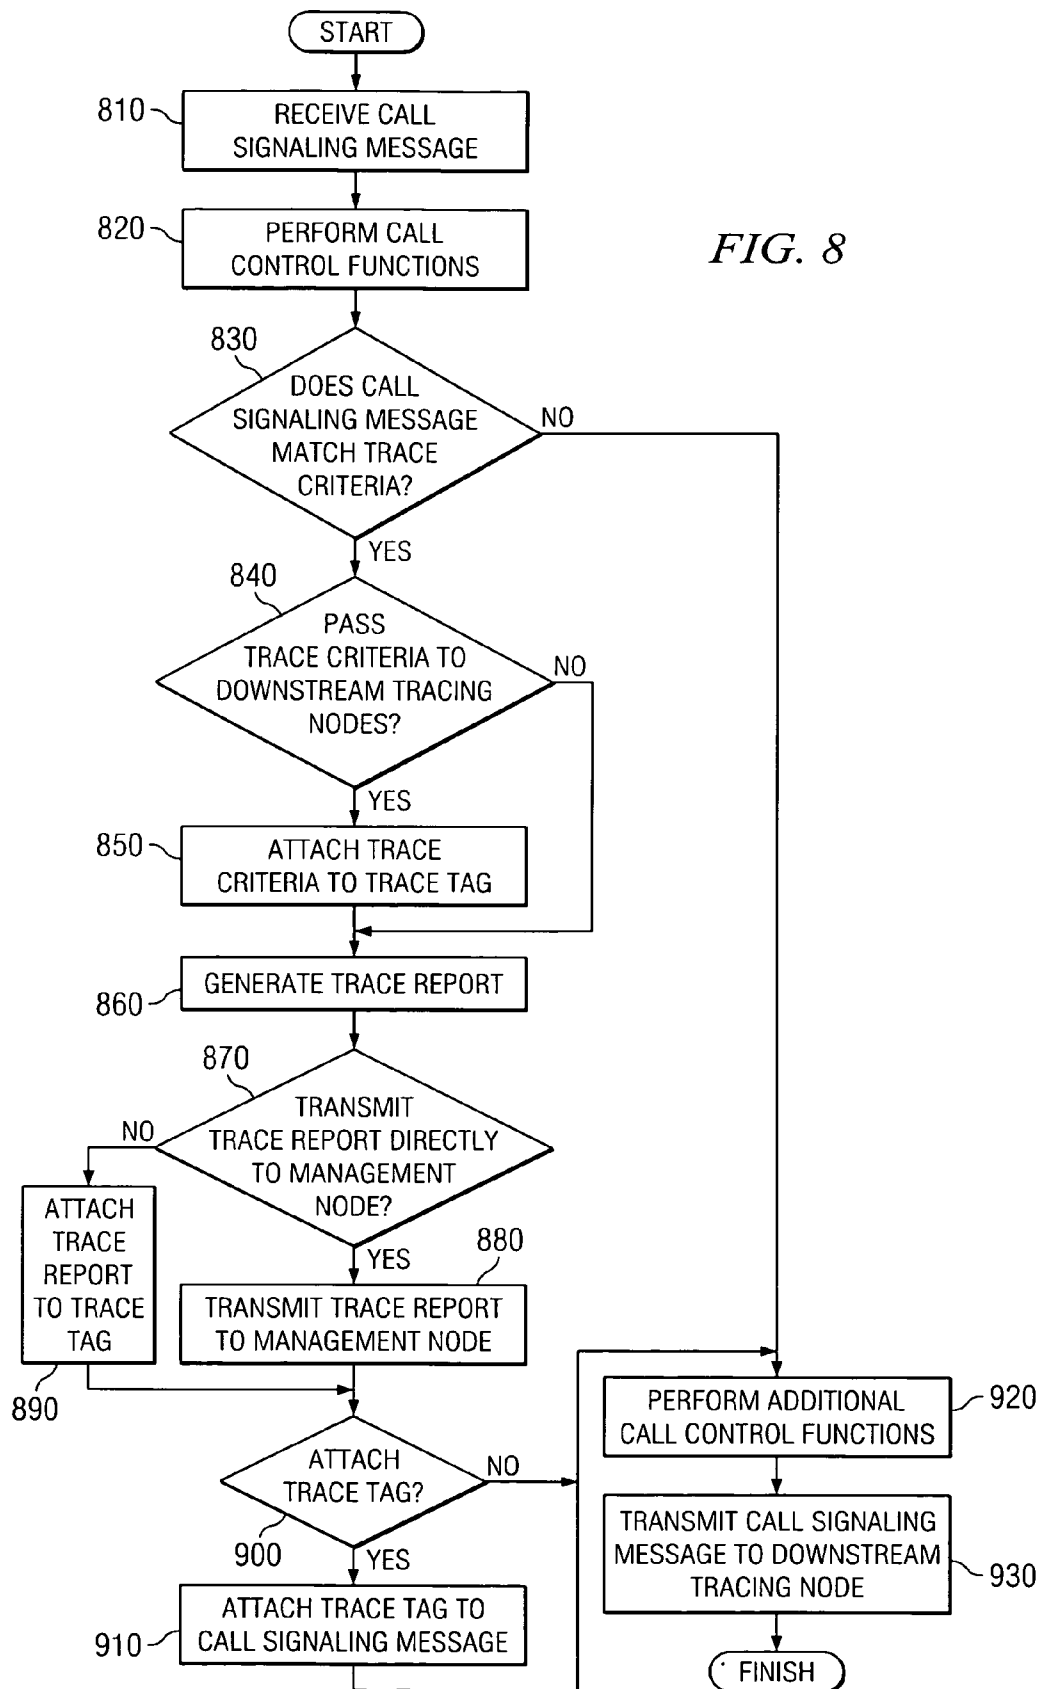 START
810
RECEIVE CALL
SIGNALING MESSAGE
820
PERFORM CALL
CONTROL FUNCTIONS
FIG. 8
830
DOES CALL
SIGNALING MESSAGE
MATCH TRACE
CRITERIA?
NO
YES
840
PASS
TRACE CRITERIA TO
DOWNSTREAM TRACING
NODES?
NO
YES
850
ATTACH TRACE
CRITERIA TO TRACE TAG
GENERATE TRACE REPORT
860
870
TRANSMIT
TRACE REPORT DIRECTLY
TO MANAGEMENT
NODE?
NO
YES
ATTACH
TRACE
REPORT
TO TRACE
TAG
890
880
TRANSMIT TRACE REPORT
TO MANAGEMENT NODE
ATTACH
TRACE TAG?
NO
900
YES
910
ATTACH TRACE TAG TO
CALL SIGNALING MESSAGE
PERFORM ADDITIONAL
CALL CONTROL FUNCTIONS
920
TRANSMIT CALL SIGNALING
MESSAGE TO DOWNSTREAM
TRACING NODE
930
FINISH